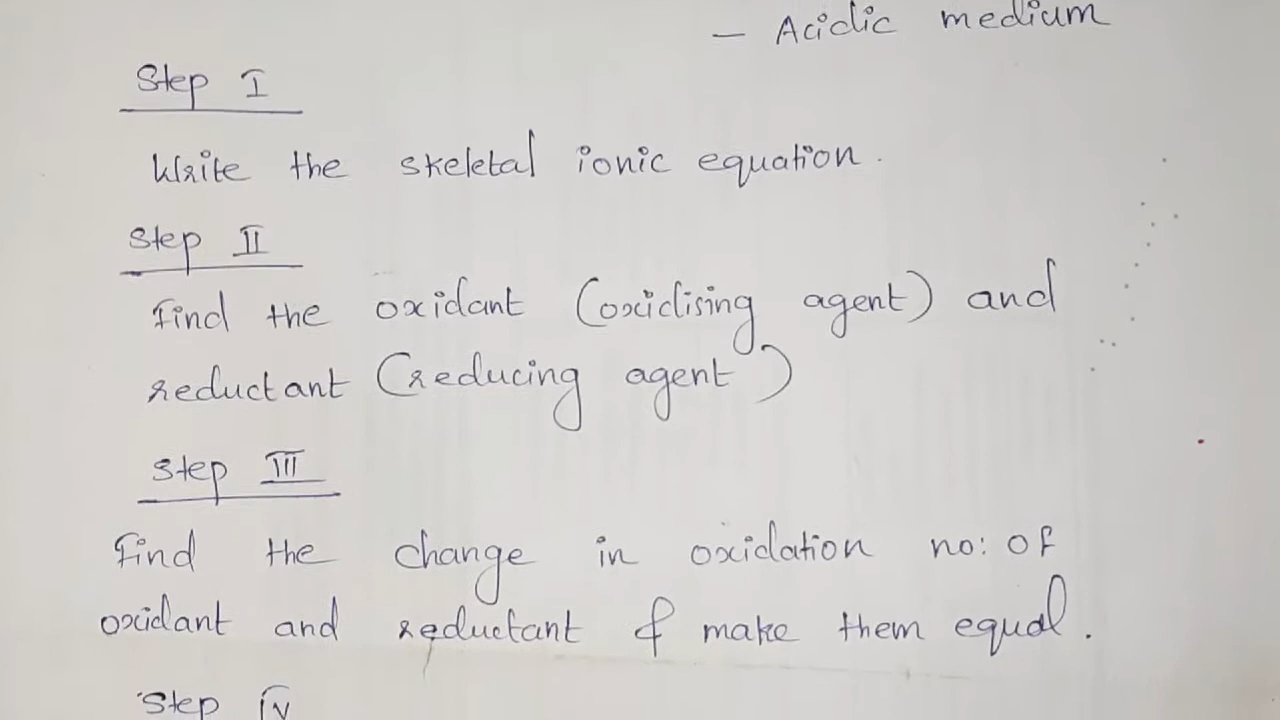 - Acidic medium
Step I
Write the skeletal ionic equation.
Step II
Find the oxidant (oxidising agent) and
reductant (reducing agent)
Step III
Find the change in oxidation no: of
oxidant and reductant & make them equal.
Step IV